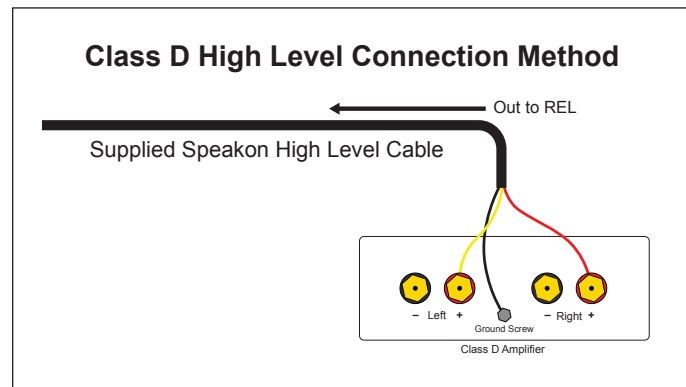 Class D High Level Connection Method
Out to REL
Supplied Speakon High Level Cable
– Left + – Right +
Ground Screw
Class D Amplifier